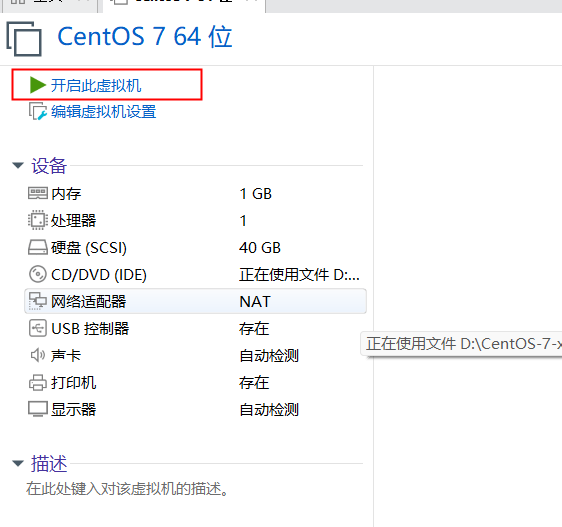 CentOS 7 64 位
开启此虚拟机
编辑虚拟机设置
设备
内存 1 GB
处理器 1
硬盘 (SCSI) 40 GB
CD/DVD (IDE) 正在使用文件 D:...
网络适配器 NAT
USB 控制器 存在
正在使用文件 D:\CentOS-7-x
声卡 自动检测
打印机 存在
显示器 自动检测
描述
在此处键入对该虚拟机的描述。